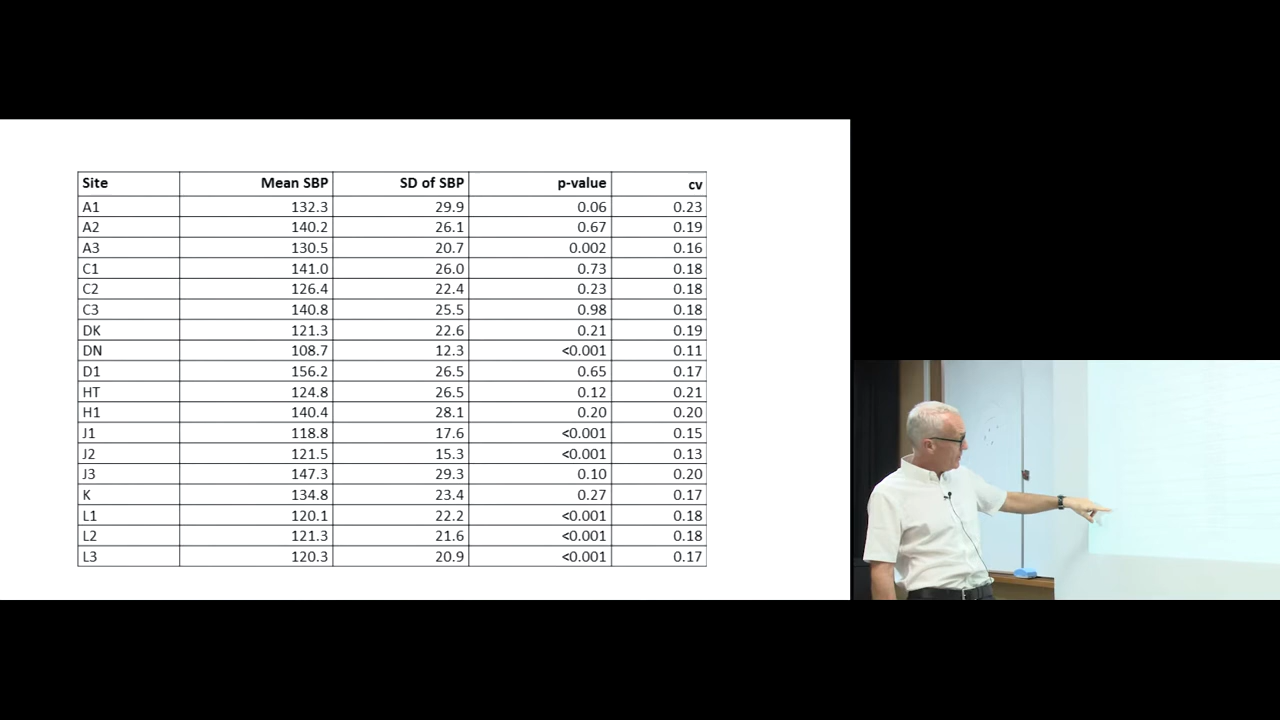 Site Mean SBP SD of SBP p-value cv
A1 132.3 29.9 0.06 0.23
A2 140.2 26.1 0.67 0.19
A3 130.5 20.7 0.002 0.16
C1 141.0 26.0 0.73 0.18
C2 126.4 22.4 0.23 0.18
C3 140.8 25.5 0.98 0.18
DK 121.3 22.6 0.21 0.19
DN 108.7 12.3 <0.001 0.11
D1 156.2 26.5 0.65 0.17
HT 124.8 26.5 0.12 0.21
H1 140.4 28.1 0.20 0.20
J1 118.8 17.6 <0.001 0.15
J2 121.5 15.3 <0.001 0.13
J3 147.3 29.3 0.10 0.20
K 134.8 23.4 0.27 0.17
L1 120.1 22.2 <0.001 0.18
L2 121.3 21.6 <0.001 0.18
L3 120.3 20.9 <0.001 0.17